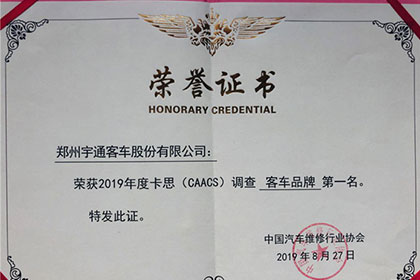 荣誉证书
HONORARY CREDENTIAL
郑州宇通客车股份有限公司：
荣获2019年度卡思（CAACS）调查 客车品牌 第一名。
特发此证。
中国汽车维修行业协会
2019年8月27日